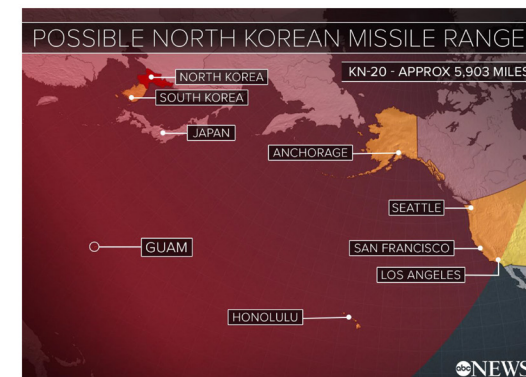 POSSIBLE NORTH KOREAN MISSILE RANGE
KN-20 - APPROX 5,903 MILES
NORTH KOREA
SOUTH KOREA
JAPAN
ANCHORAGE
SEATTLE
GUAM
SAN FRANCISCO
LOS ANGELES
HONOLULU
abc NEWS